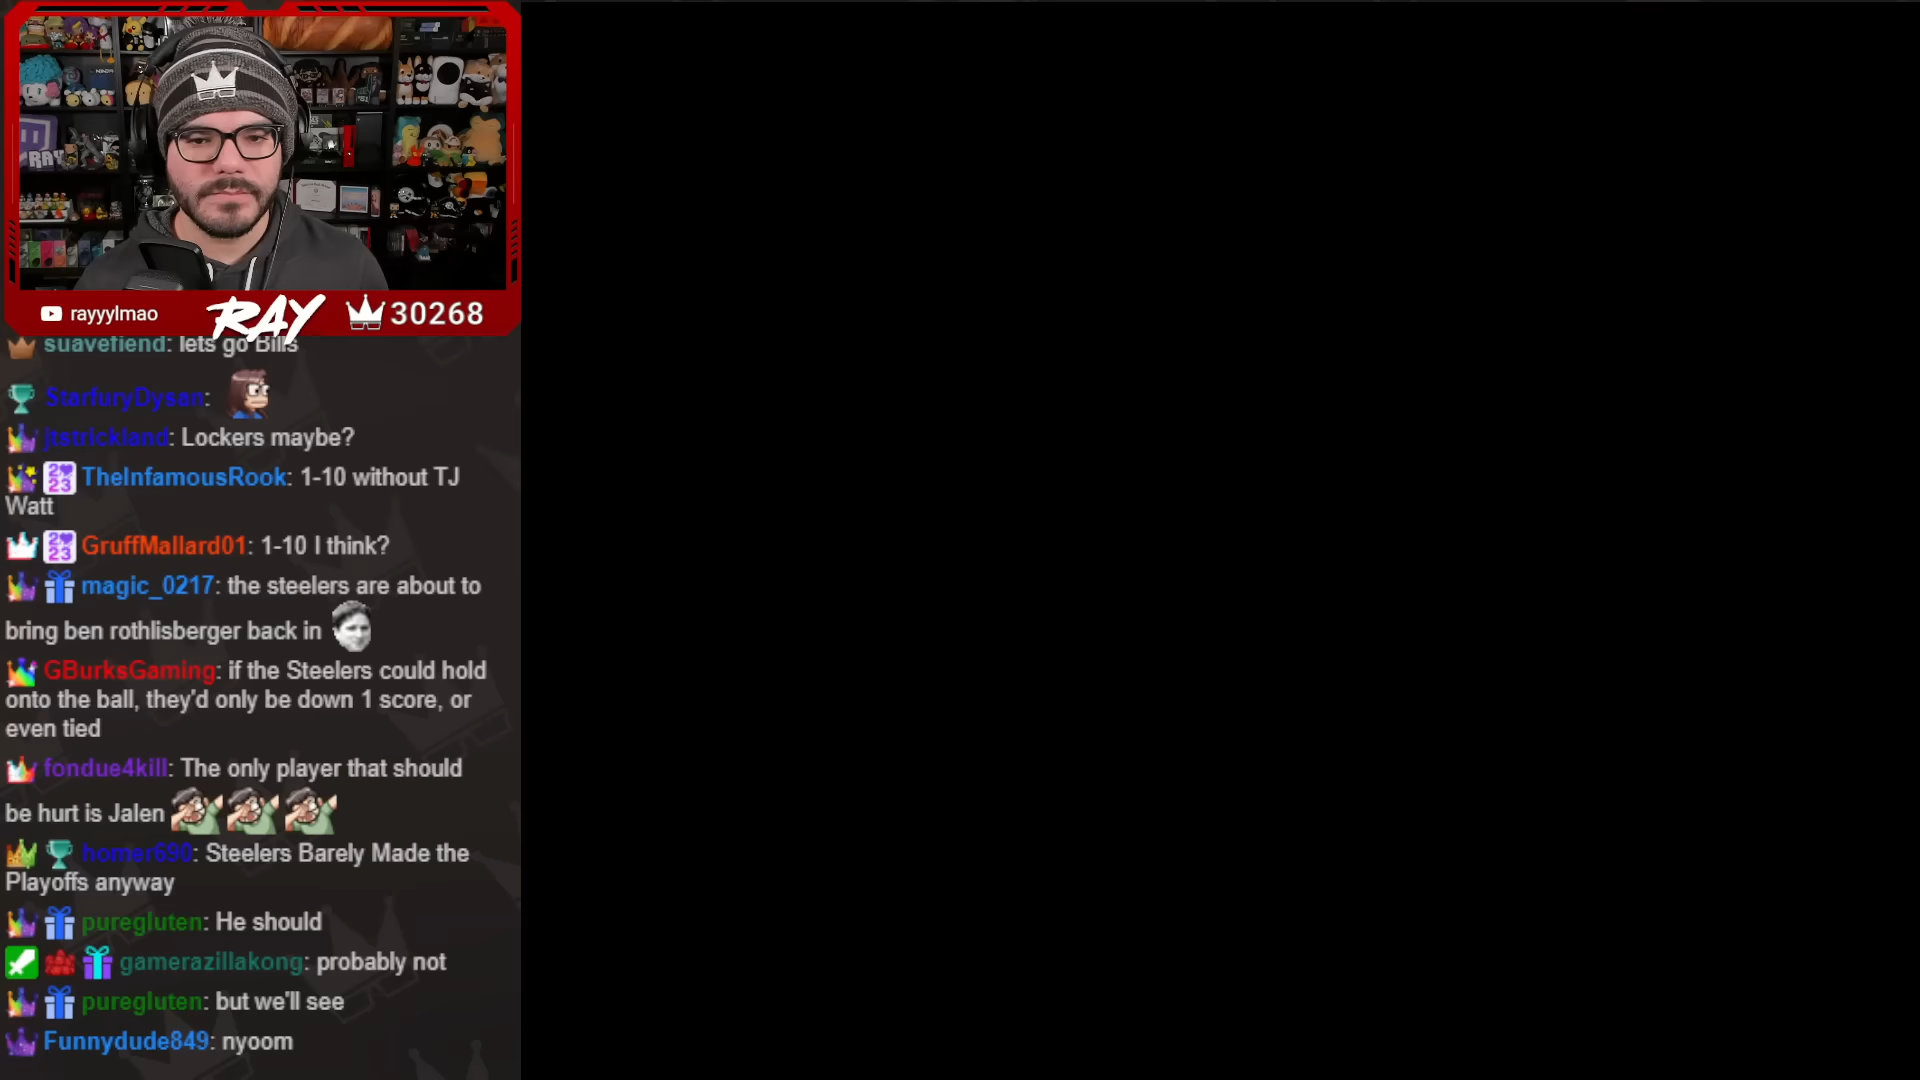 RAY
rayyylmao
RAY
30268
suavefiend: lets go Bills
StarfuryDysan:
jtstrickland: Lockers maybe?
TheInfamousRook: 1-10 without TJ
Watt
GruffMallard01: 1-10 I think?
magic_0217: the steelers are about to
bring ben rothlisberger back in
GBurksGaming: if the Steelers could hold
onto the ball, they'd only be down 1 score, or
even tied
fondue4kill: The only player that should
be hurt is Jalen
homer690: Steelers Barely Made the
Playoffs anyway
puregluten: He should
gamerazillakong: probably not
puregluten: but we'll see
Funnydude849: nyoom